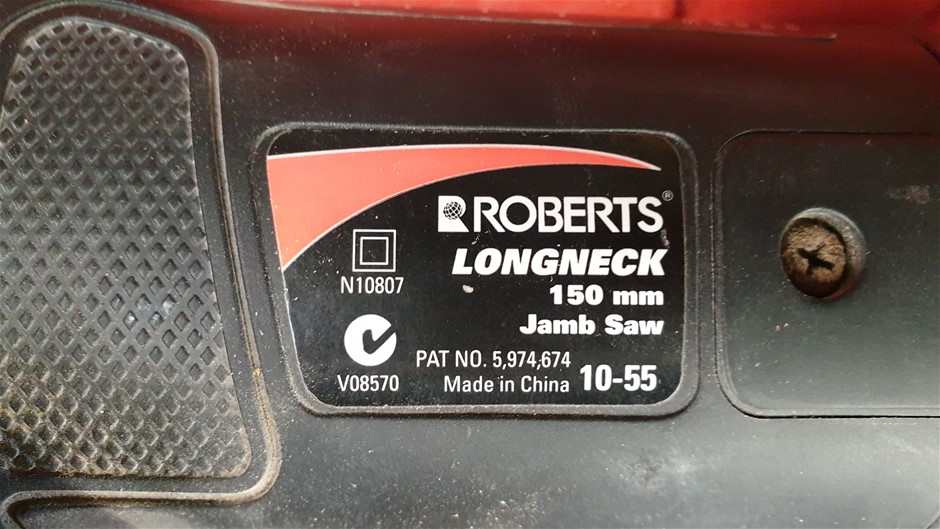 ROBERTS®
LONGNECK
150 mm
Jamb Saw
N10807
V08570
PAT NO. 5,974,674
Made in China 10-55